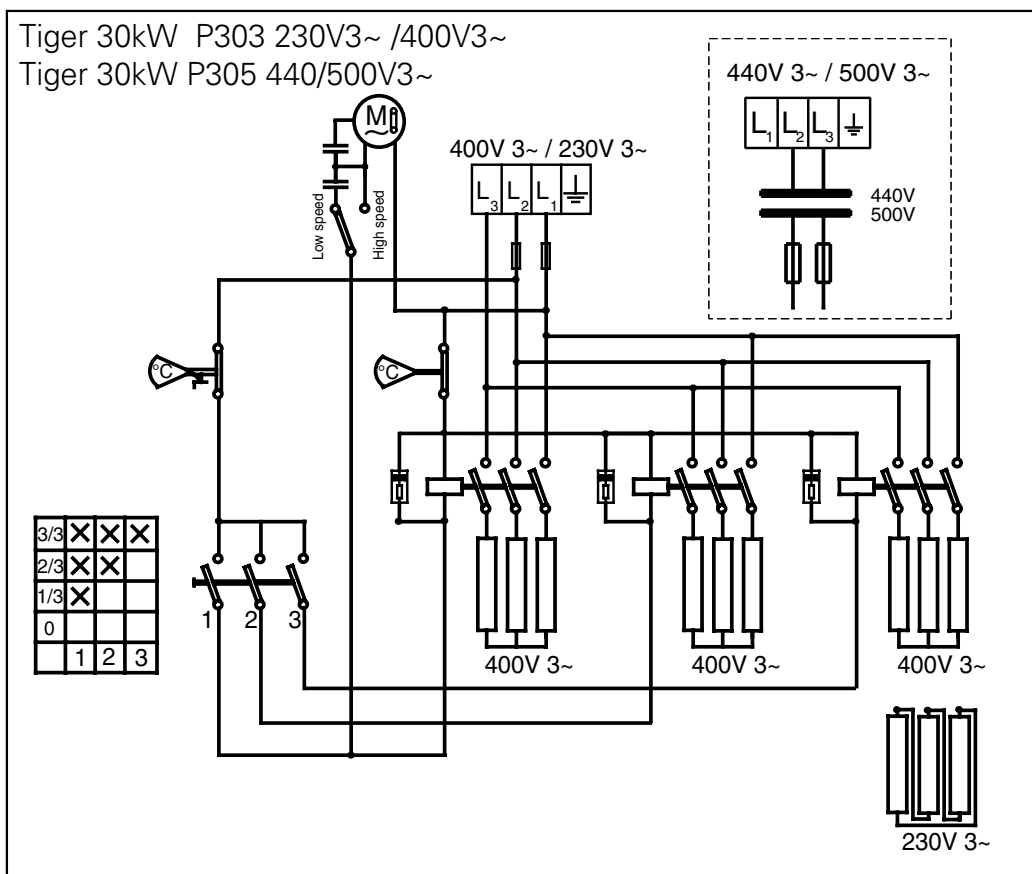 Tiger 30kW P303 230V3~ /400V3~
Tiger 30kW P305 440/500V3~
M
~
Low speed
High speed
400V 3~ / 230V 3~
L3 L2 L1
440V 3~ / 500V 3~
L1 L2 L3
440V
500V
°C
°C
3/3 X X X
2/3 X X
1/3 X
0
1 2 3
1 2 3
400V 3~
400V 3~
400V 3~
230V 3~